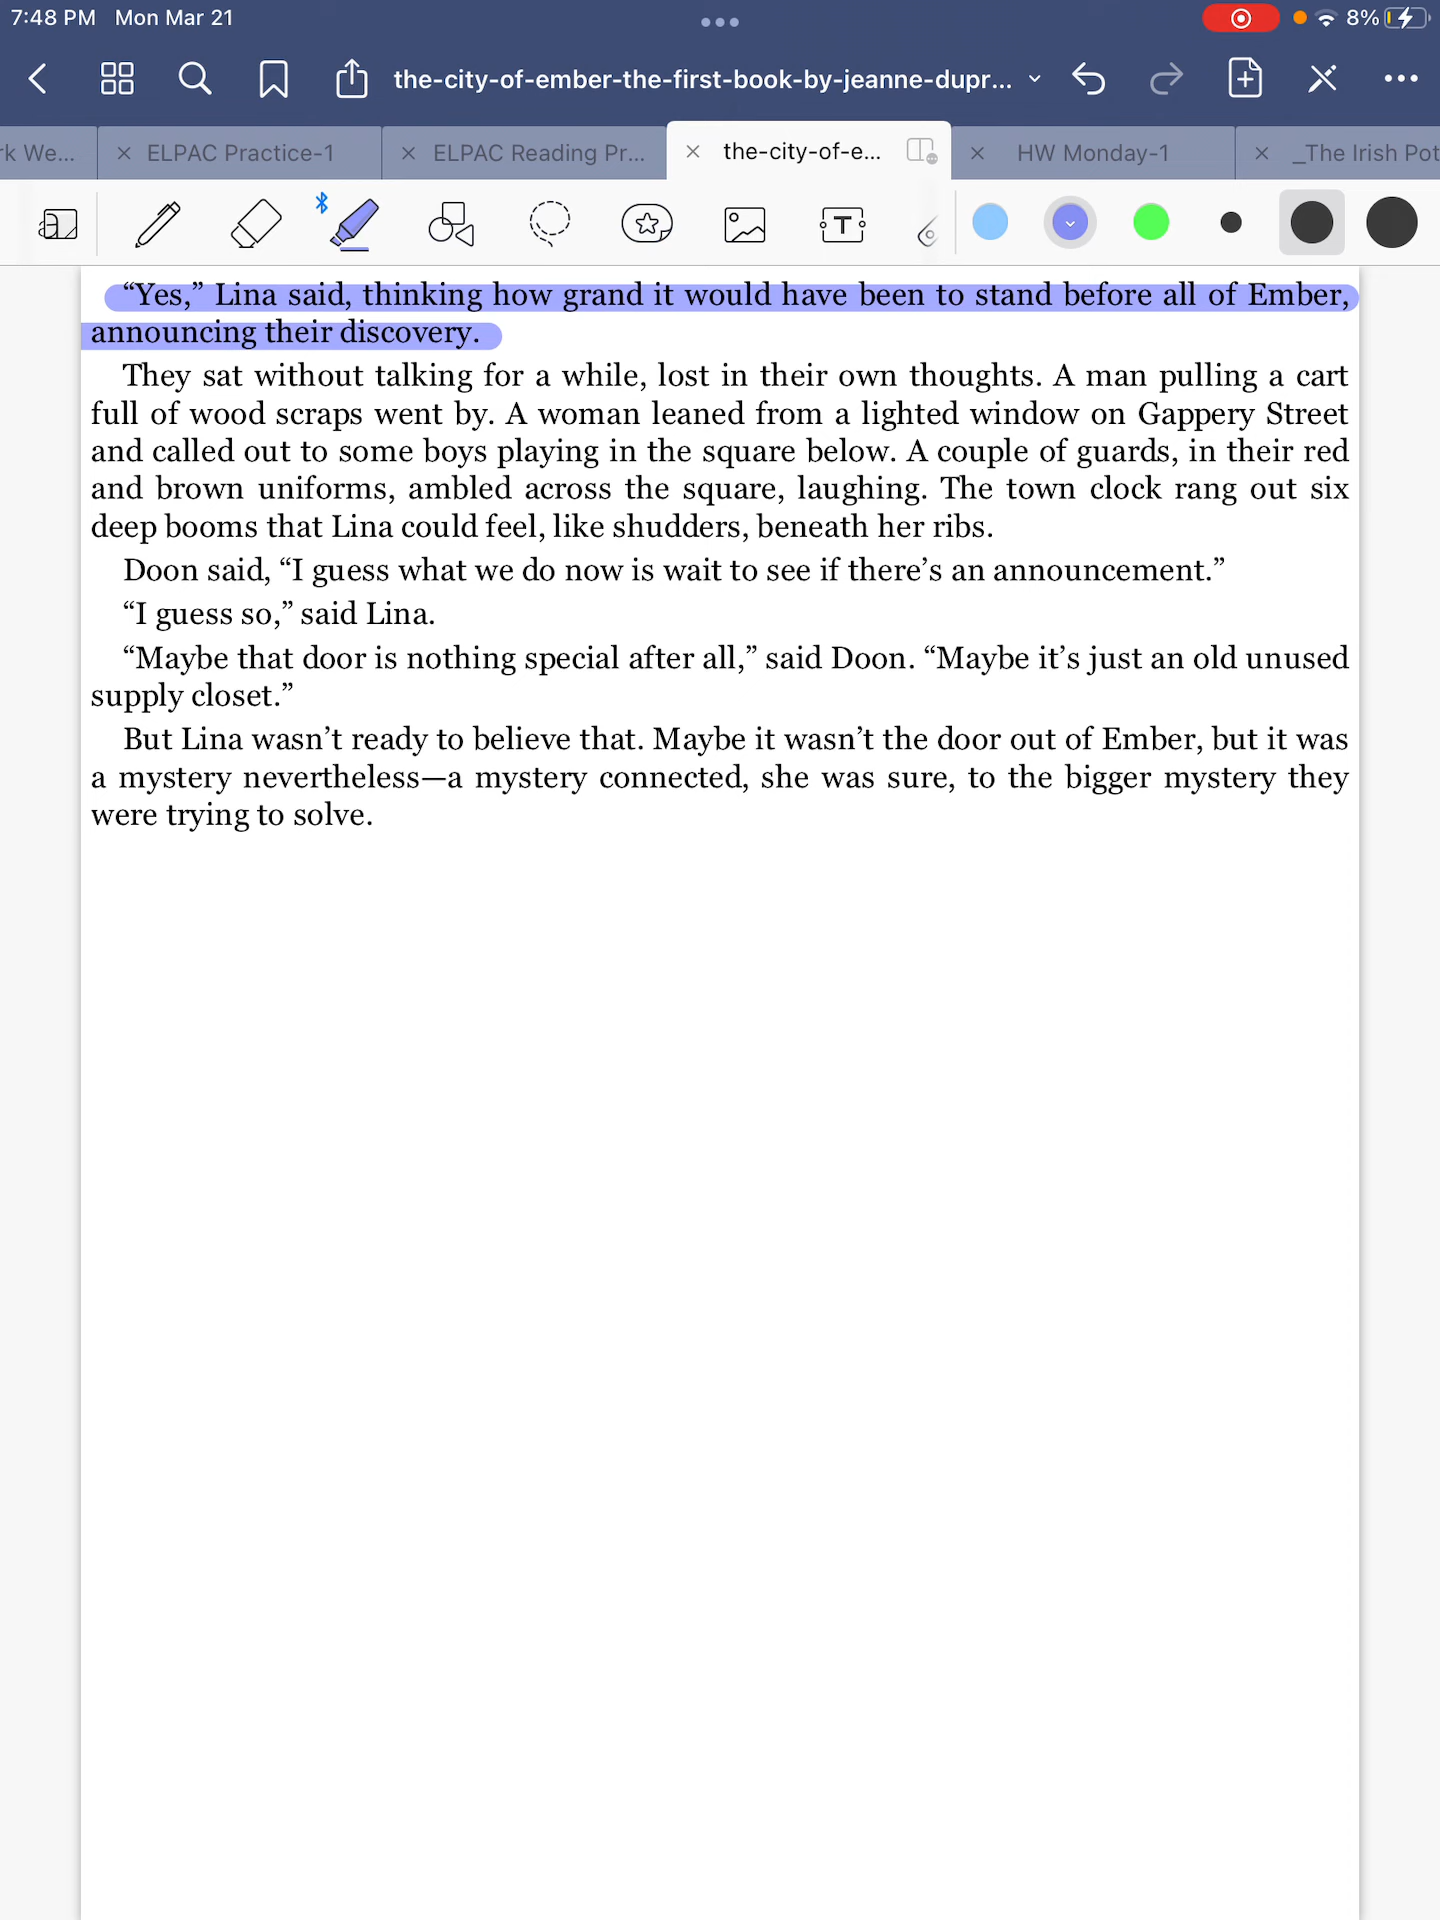 7:48 PM Mon Mar 21
8%
the-city-of-ember-the-first-book-by-jeanne-dupr...
rk We...
ELPAC Practice-1
ELPAC Reading Pr...
the-city-of-e...
HW Monday-1
_The Irish Pot
“Yes,” Lina said, thinking how grand it would have been to stand before all of Ember,
announcing their discovery.
They sat without talking for a while, lost in their own thoughts. A man pulling a cart
full of wood scraps went by. A woman leaned from a lighted window on Gappery Street
and called out to some boys playing in the square below. A couple of guards, in their red
and brown uniforms, ambled across the square, laughing. The town clock rang out six
deep booms that Lina could feel, like shudders, beneath her ribs.
Doon said, “I guess what we do now is wait to see if there’s an announcement.”
“I guess so,” said Lina.
“Maybe that door is nothing special after all,” said Doon. “Maybe it’s just an old unused
supply closet.”
But Lina wasn’t ready to believe that. Maybe it wasn’t the door out of Ember, but it was
a mystery nevertheless—a mystery connected, she was sure, to the bigger mystery they
were trying to solve.